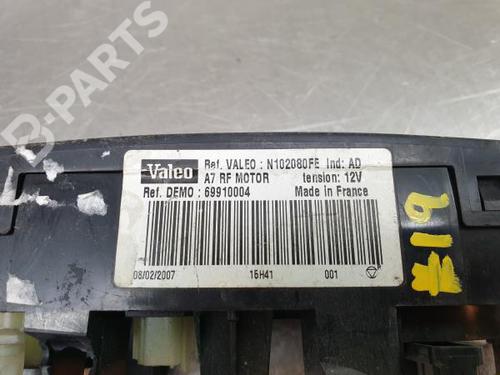 B-PARTS
Valeo Ref. VALEO : N102080FE Ind: AD
A7 RF MOTOR tension: 12V
Ref. DEMO : 69910004 Made in France
08/02/2007 15H41 001
#19